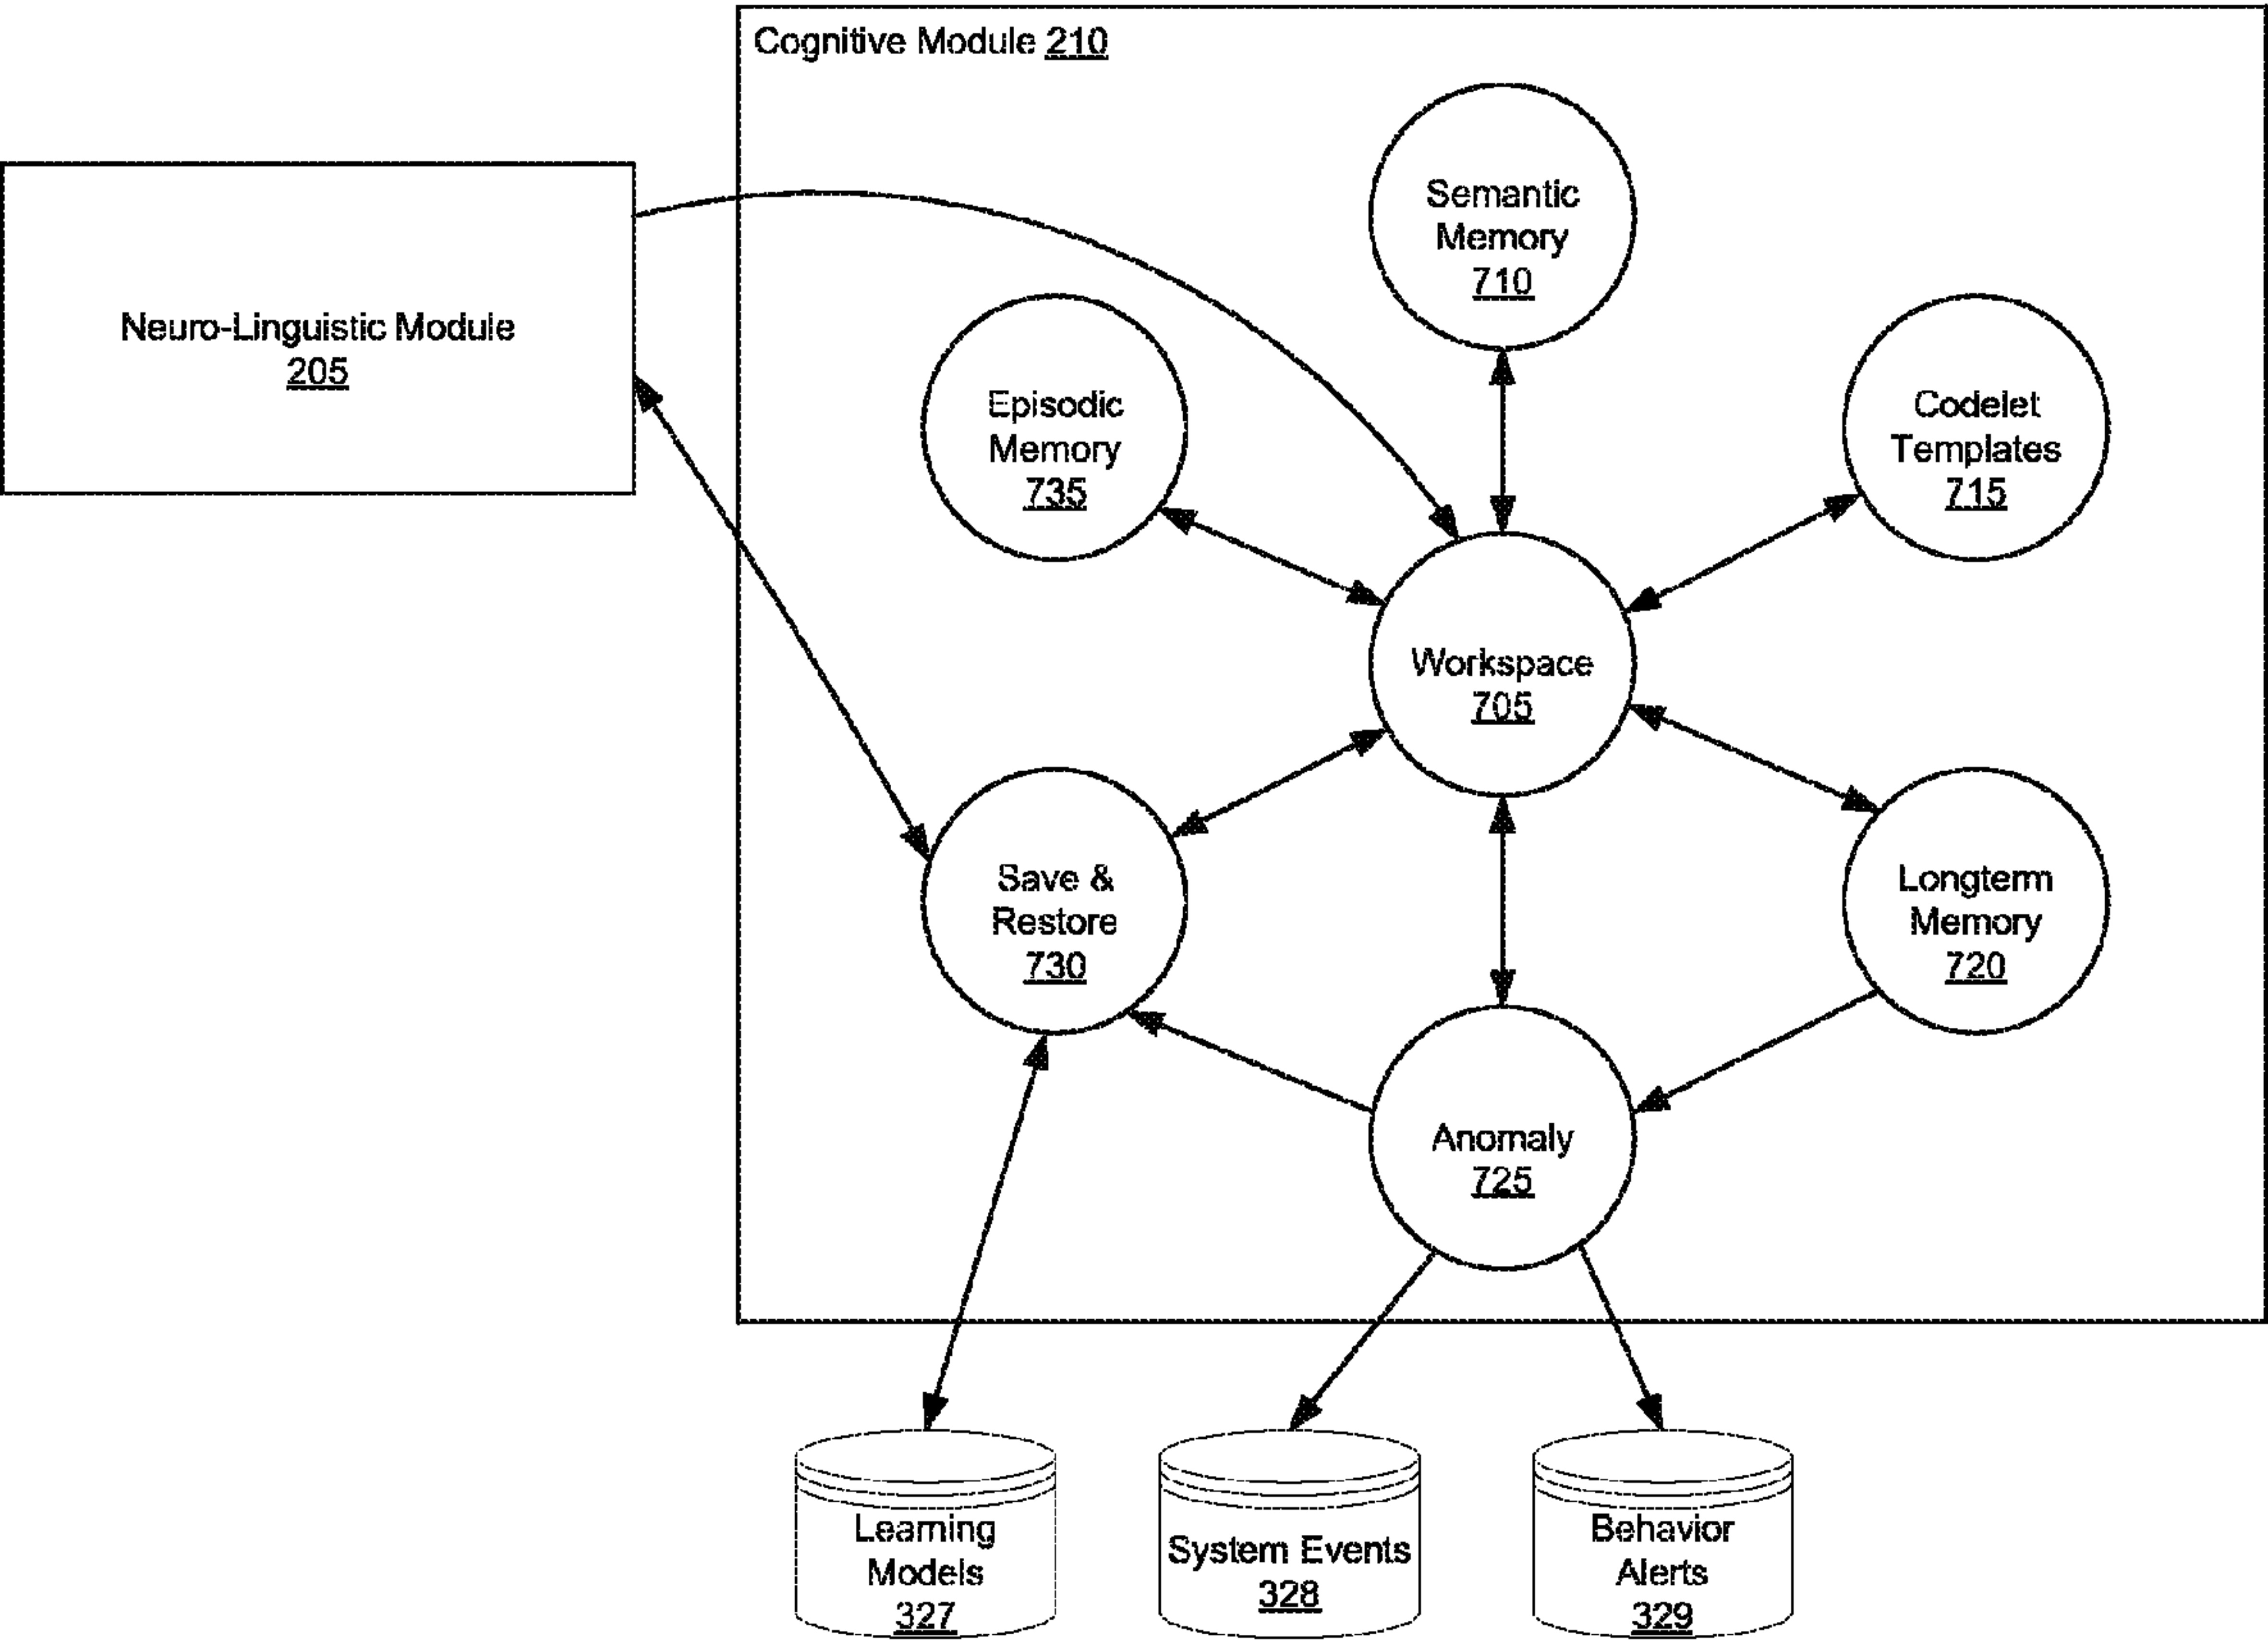 Cognitive Module 210
Semantic
Memory
710
Neuro-Linguistic Module
205
Episodic
Memory
735
Codelet
Templates
715
Workspace
705
Save &
Restore
730
Longterm
Memory
720
Anomaly
725
Learning
Models
327
System Events
328
Behavior
Alerts
329